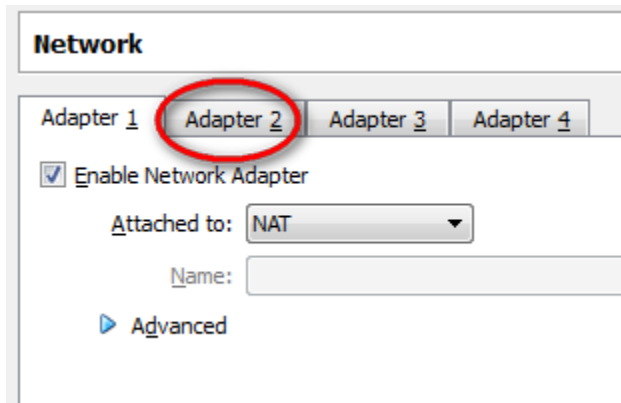 Network
Adapter 1 Adapter 2 Adapter 3 Adapter 4
Enable Network Adapter
Attached to: NAT
Name:
Advanced